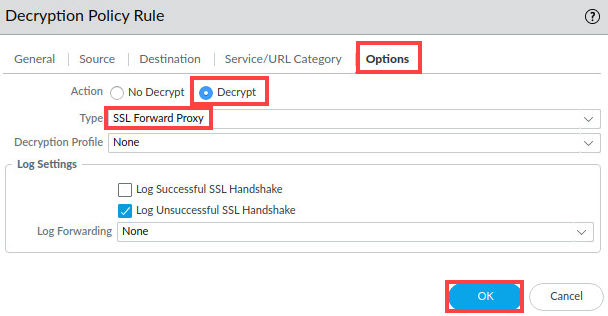 Decryption Policy Rule
General Source Destination Service/URL Category Options
Action No Decrypt Decrypt
Type SSL Forward Proxy
Decryption Profile None
Log Settings
Log Successful SSL Handshake
Log Unsuccessful SSL Handshake
Log Forwarding None
OK Cancel